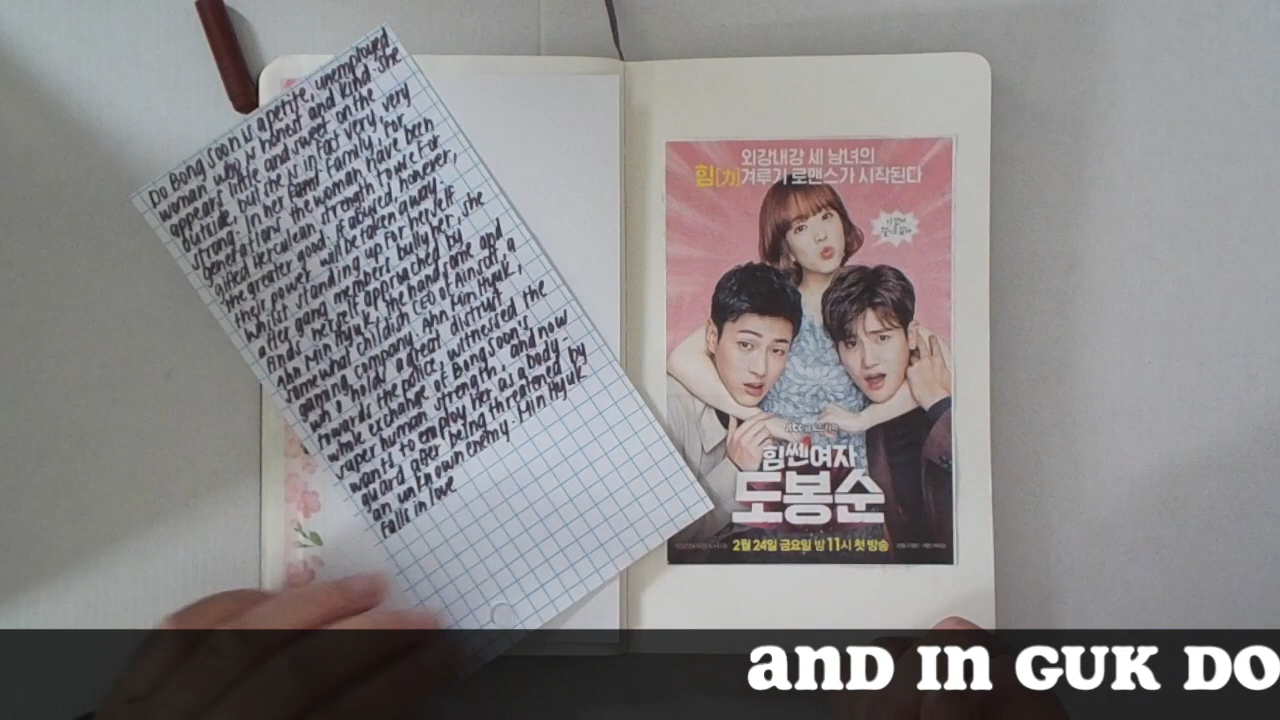 Do Bong soon is a petite, unemployed
woman who is honest and kind. She
appears little and sweet on the
outside, but she is in fact very, very
strong. In her family, for
generations the woman have been
gifted Herculean strength to use for
the greater good. If abused, however,
their power will be taken away.
whilst standing up for herself
after gang members bully her, she
finds herself approached by
Ahn Min Hyuk, the handsome and
somewhat childish CEO of Ainsoft, a
gaming company. Ahn Min Hyuk,
who holds a great distrust
towards the police, witnessed the
whole exchange of Bong soon's
super human strength, and now
wants to employ her as a body-
guard after being threatened by
an unknown enemy. Min Hyuk
falls in love
외강내강 세 남녀의
힘(力)겨루기 로맨스가 시작된다
jtbc 금토드라마
힘쎈여자
도봉순
2월 24일 금요일 밤 11시 첫 방송
AND IN GUK DO